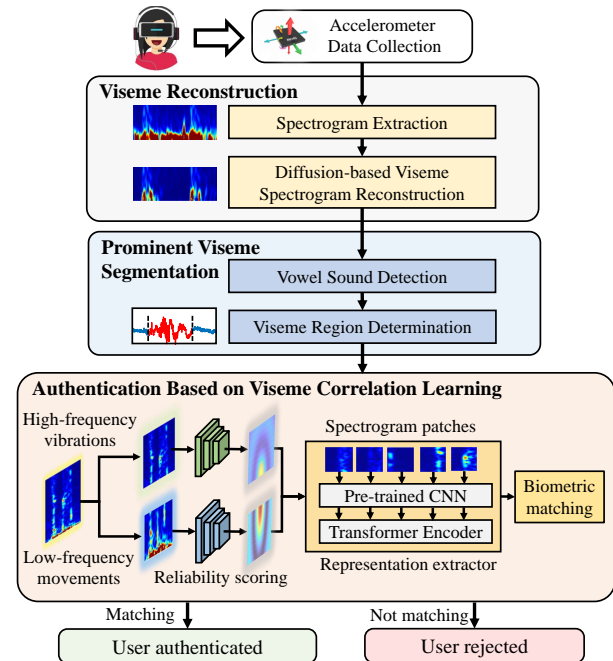 Accelerometer
Data Collection
Viseme Reconstruction
Spectrogram Extraction
Diffusion-based Viseme
Spectrogram Reconstruction
Prominent Viseme
Segmentation
Vowel Sound Detection
Viseme Region Determination
Authentication Based on Viseme Correlation Learning
High-frequency
vibrations
Spectrogram patches
Pre-trained CNN
Transformer Encoder
Biometric
matching
Low-frequency
movements
Reliability scoring
Representation extractor
Matching
Not matching
User authenticated
User rejected